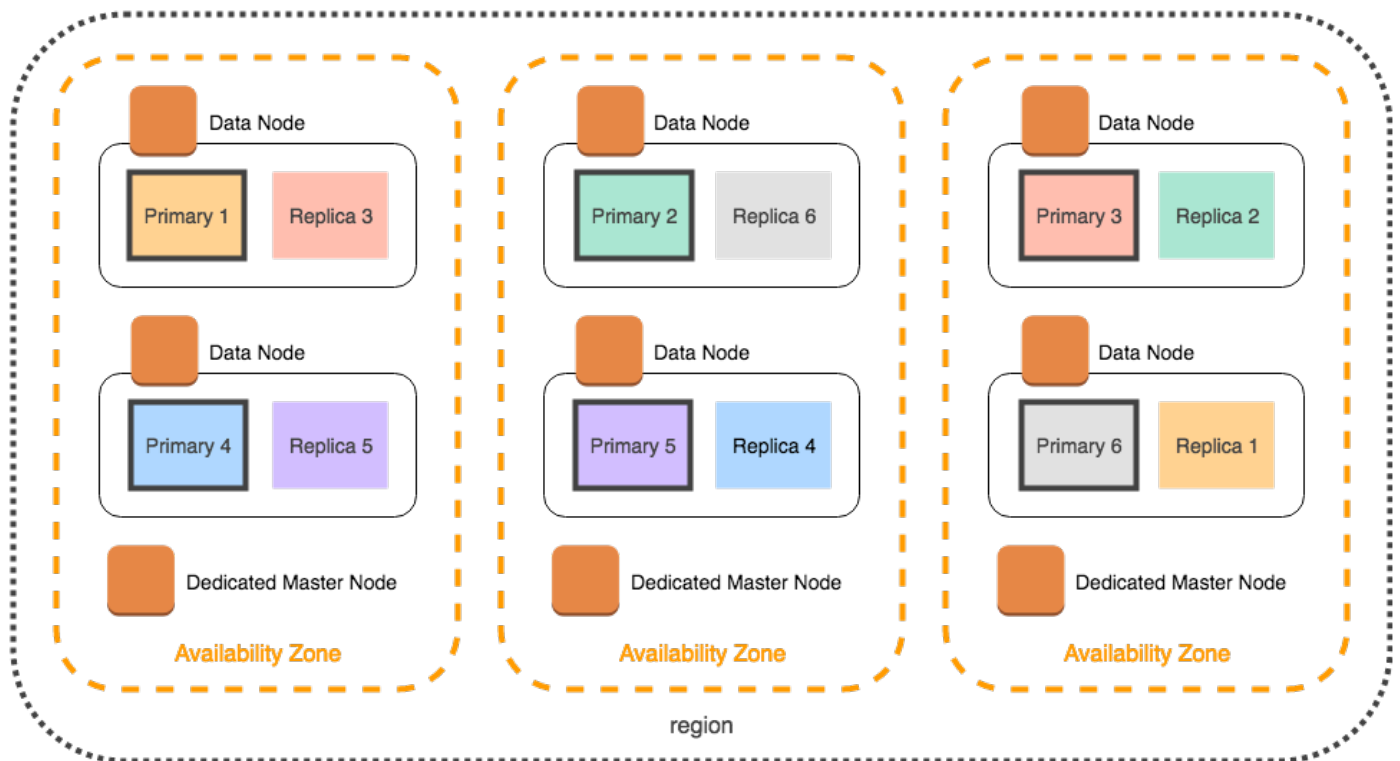 Data Node
Primary 1
Replica 3
Data Node
Primary 4
Replica 5
Dedicated Master Node
Availability Zone
Data Node
Primary 2
Replica 6
Data Node
Primary 5
Replica 4
Dedicated Master Node
Availability Zone
Data Node
Primary 3
Replica 2
Data Node
Primary 6
Replica 1
Dedicated Master Node
Availability Zone
region